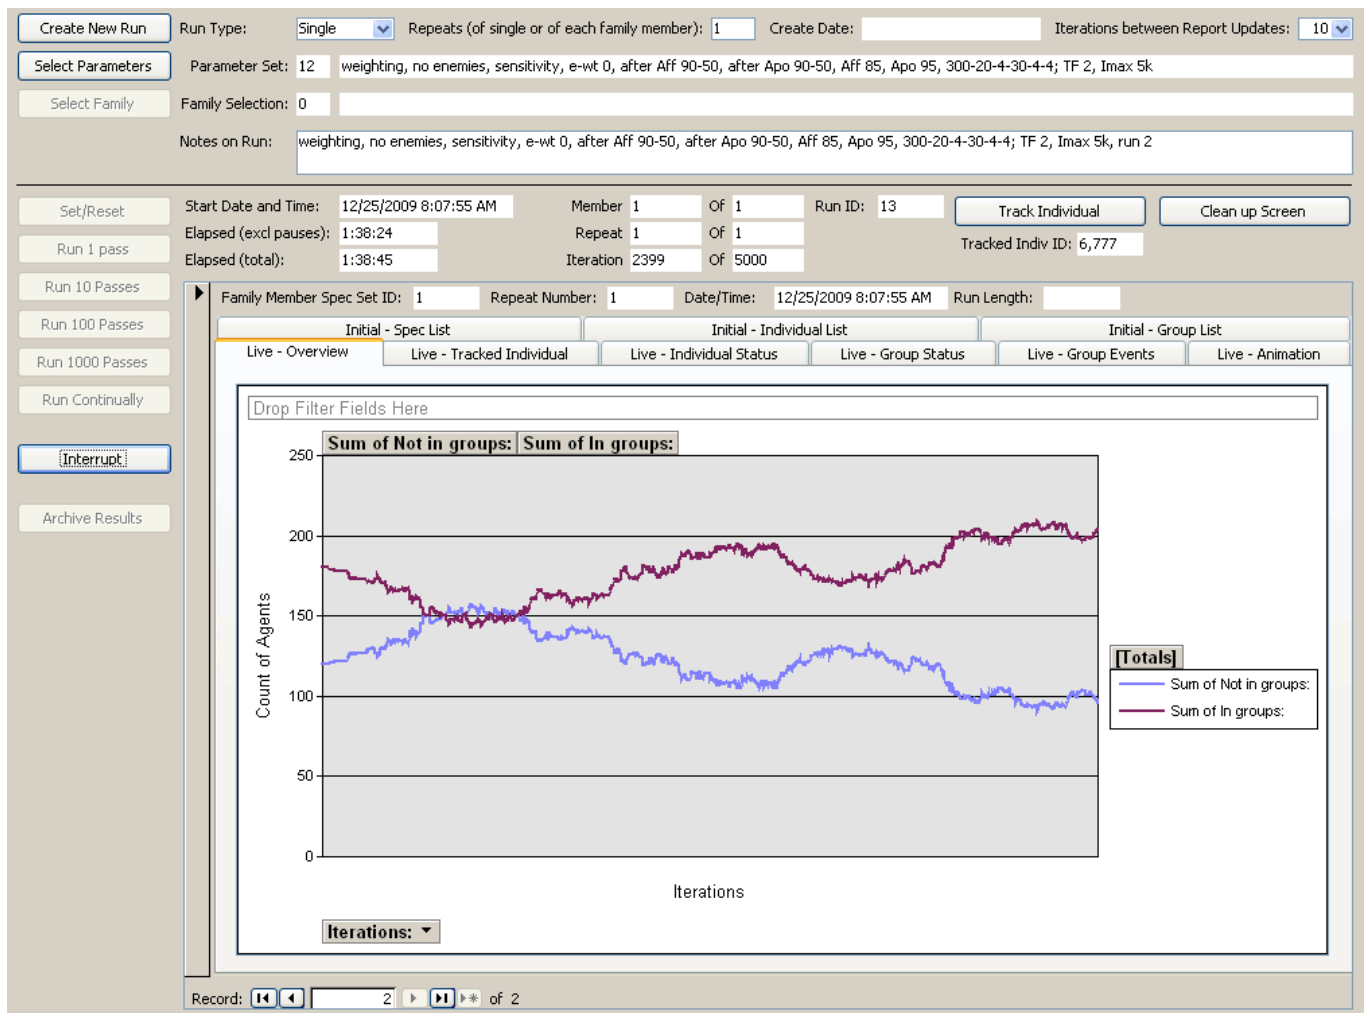 Create New Run Run Type: Single Repeats (of single or of each family member): 1 Create Date: Iterations between Report Updates: 10
Select Parameters Parameter Set: 12 weighting, no enemies, sensitivity, e-wt 0, after Aff 90-50, after Apo 90-50, Aff 85, Apo 95, 300-20-4-30-4-4; TF 2, Imax 5k
Select Family Family Selection: 0
Notes on Run: weighting, no enemies, sensitivity, e-wt 0, after Aff 90-50, after Apo 90-50, Aff 85, Apo 95, 300-20-4-30-4-4; TF 2, Imax 5k, run 2
Set/Reset Start Date and Time: 12/25/2009 8:07:55 AM Member 1 Of 1 Run ID: 13 Track Individual Clean up Screen
Run 1 pass Elapsed (excl pauses): 1:38:24 Repeat 1 Of 1 Tracked Indiv ID: 6,777
Elapsed (total): 1:38:45 Iteration 2399 Of 5000
Run 10 Passes Family Member Spec Set ID: 1 Repeat Number: 1 Date/Time: 12/25/2009 8:07:55 AM Run Length:
Run 100 Passes Initial - Spec List Initial - Individual List Initial - Group List
Run 1000 Passes Live - Overview Live - Tracked Individual Live - Individual Status Live - Group Status Live - Group Events Live - Animation
Run Continually Drop Filter Fields Here
Interrupt Sum of Not in groups: Sum of In groups:
Archive Results
250
200
150
100
50
0
Count of Agents
Iterations
[Totals]
Sum of Not in groups:
Sum of In groups:
Iterations:
Record: 2 of 2